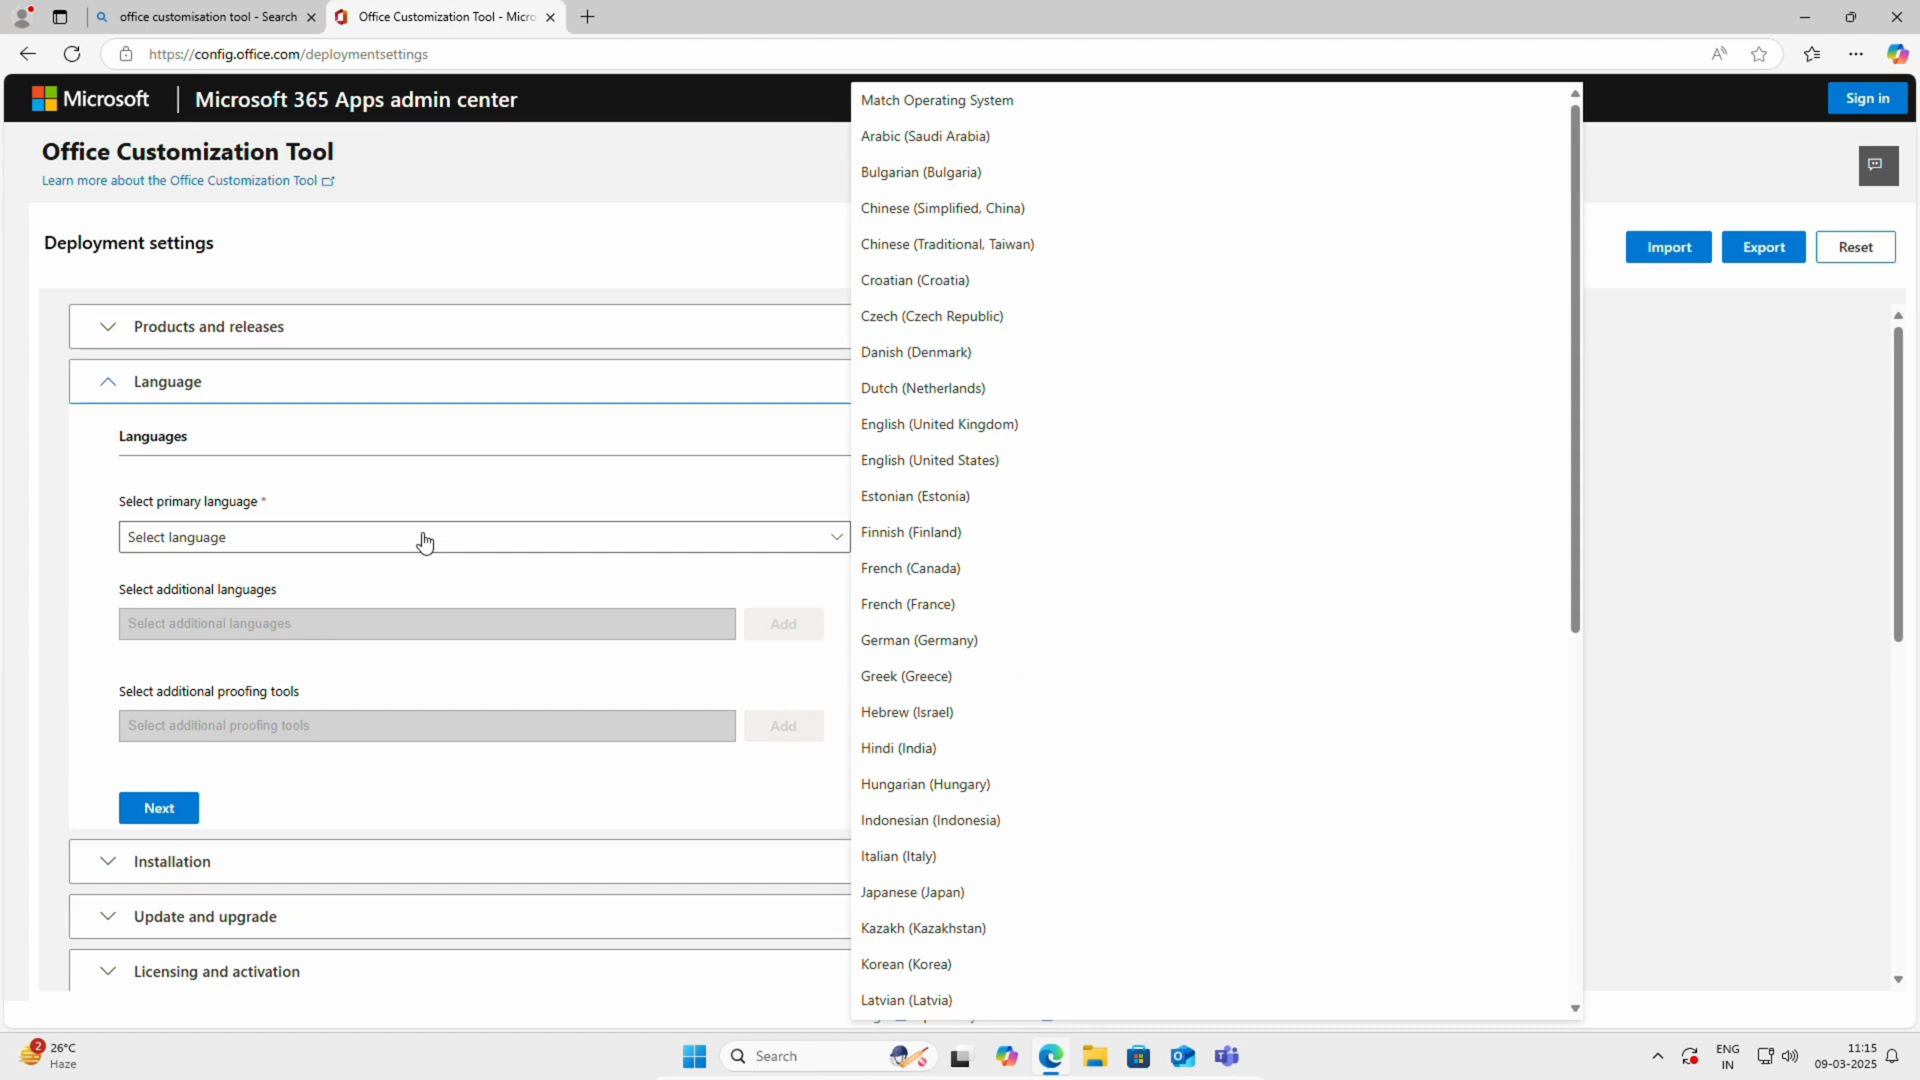 office customisation tool - Search
Office Customization Tool - Micro
https://config.office.com/deploymentsettings
Microsoft
Microsoft 365 Apps admin center
Sign in
Office Customization Tool
Learn more about the Office Customization Tool
Deployment settings
Import
Export
Reset
Products and releases
Language
Languages
Select primary language *
Select language
Select additional languages
Select additional languages
Add
Select additional proofing tools
Select additional proofing tools
Add
Next
Installation
Update and upgrade
Licensing and activation
Match Operating System
Arabic (Saudi Arabia)
Bulgarian (Bulgaria)
Chinese (Simplified, China)
Chinese (Traditional, Taiwan)
Croatian (Croatia)
Czech (Czech Republic)
Danish (Denmark)
Dutch (Netherlands)
English (United Kingdom)
English (United States)
Estonian (Estonia)
Finnish (Finland)
French (Canada)
French (France)
German (Germany)
Greek (Greece)
Hebrew (Israel)
Hindi (India)
Hungarian (Hungary)
Indonesian (Indonesia)
Italian (Italy)
Japanese (Japan)
Kazakh (Kazakhstan)
Korean (Korea)
Latvian (Latvia)
2
26°C
Haze
Search
ENG
IN
11:15
09-03-2025